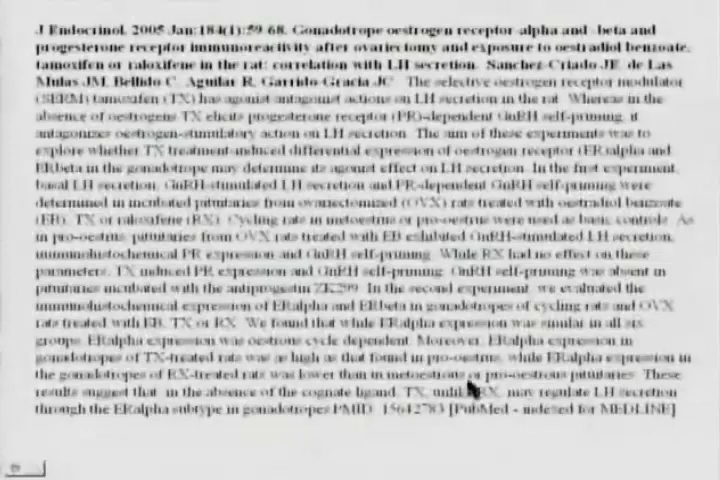 J Endocrinol. 2005 Jan;184(1):59-68. Gonadotrope oestrogen receptor-alpha and -beta and
progesterone receptor immunoreactivity after ovariectomy and exposure to oestradiol benzoate,
tamoxifen or raloxifene in the rat: correlation with LH secretion. Sanchez-Criado JE, de Las
Mulas JM, Bellido C, Aguilar R, Garrido-Gracia JC. The selective oestrogen receptor modulator
(SERM) tamoxifen (TX) has agonist/antagonist actions on LH secretion in the rat. Whereas in the
absence of oestrogens TX elicits progesterone receptor (PR)-dependent GnRH self-priming, it
antagonizes oestrogen-stimulatory action on LH secretion. The aim of these experiments was to
explore whether TX treatment-induced differential expression of oestrogen receptor (ER)alpha and
ERbeta in the gonadotrope may determine its agonist effect on LH secretion. In the first experiment,
basal LH secretion, GnRH-stimulated LH secretion and PR-dependent GnRH self-priming were
determined in incubated pituitaries from ovariectomized (OVX) rats treated with oestradiol benzoate
(EB), TX or raloxifene (RX). Cycling rats in metoestrus or pro-oestrus were used as basic controls. As
in pro-oestrus, pituitaries from OVX rats treated with EB exhibited GnRH-stimulated LH secretion,
immunohistochemical PR expression and GnRH self-priming. While RX had no effect on these
parameters, TX induced PR expression and GnRH self-priming. GnRH self-priming was absent in
pituitaries incubated with the antiprogestin ZK299. In the second experiment, we evaluated the
immunohistochemical expression of ERalpha and ERbeta in gonadotropes of cycling rats and OVX
rats treated with EB, TX or RX. We found that while ERalpha expression was similar in all six
groups, ERalpha expression was oestrous cycle dependent. Moreover, ERalpha expression in
gonadotropes of TX-treated rats was as high as that found in pro-oestrus, while ERalpha expression in
the gonadotropes of RX-treated rats was lower than in metoestrous or pro-oestrous pituitaries. These
results suggest that, in the absence of the cognate ligand, TX, unlike RX, may regulate LH secretion
through the ERalpha subtype in gonadotropes PMID: 15642783 [PubMed - indexed for MEDLINE]